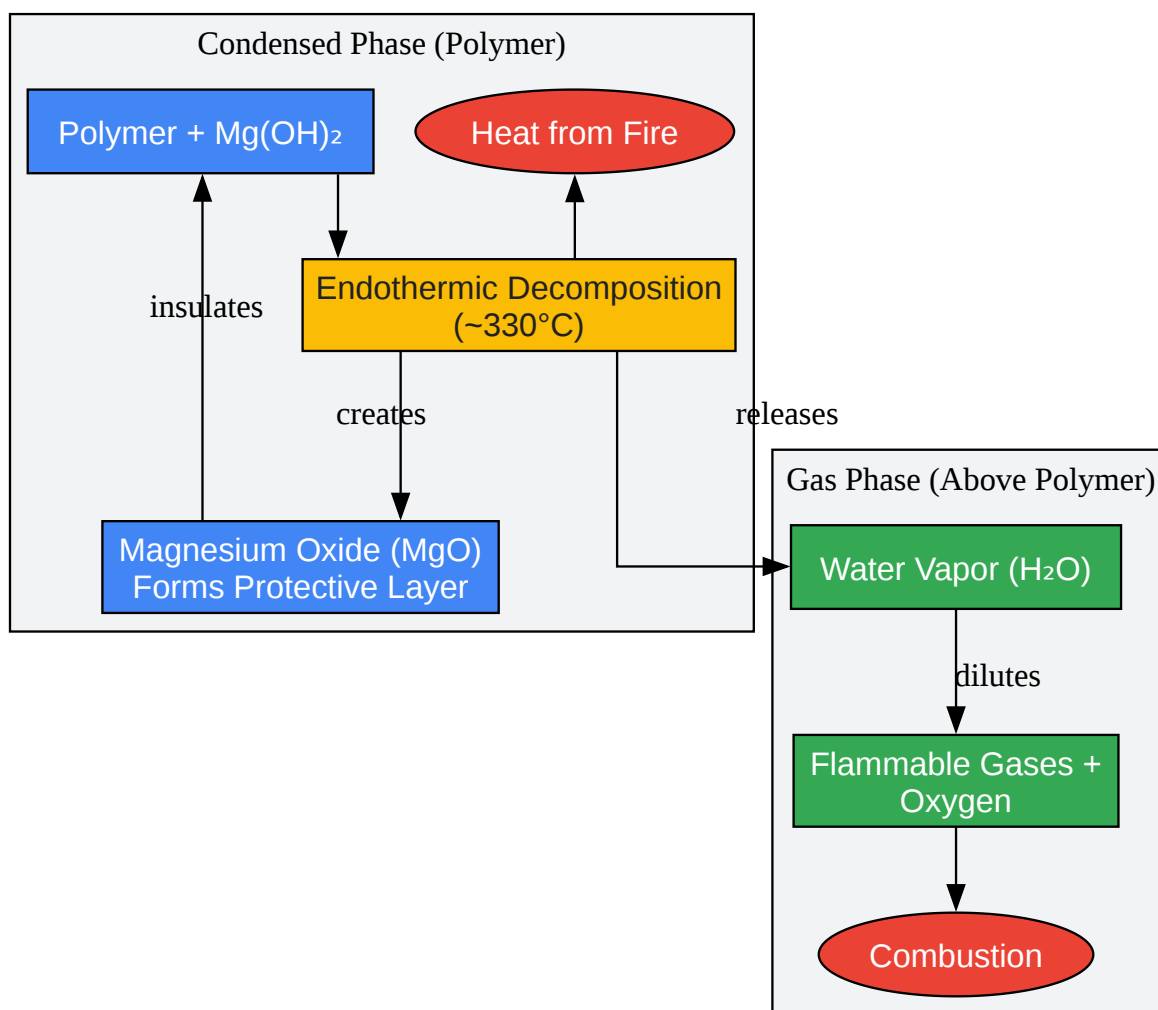 Condensed Phase (Polymer)
Polymer + Mg(OH)₂
Heat from Fire
Endothermic Decomposition
(~330°C)
insulates
creates
releases
Magnesium Oxide (MgO)
Forms Protective Layer
Gas Phase (Above Polymer)
Water Vapor (H₂O)
dilutes
Flammable Gases +
Oxygen
Combustion